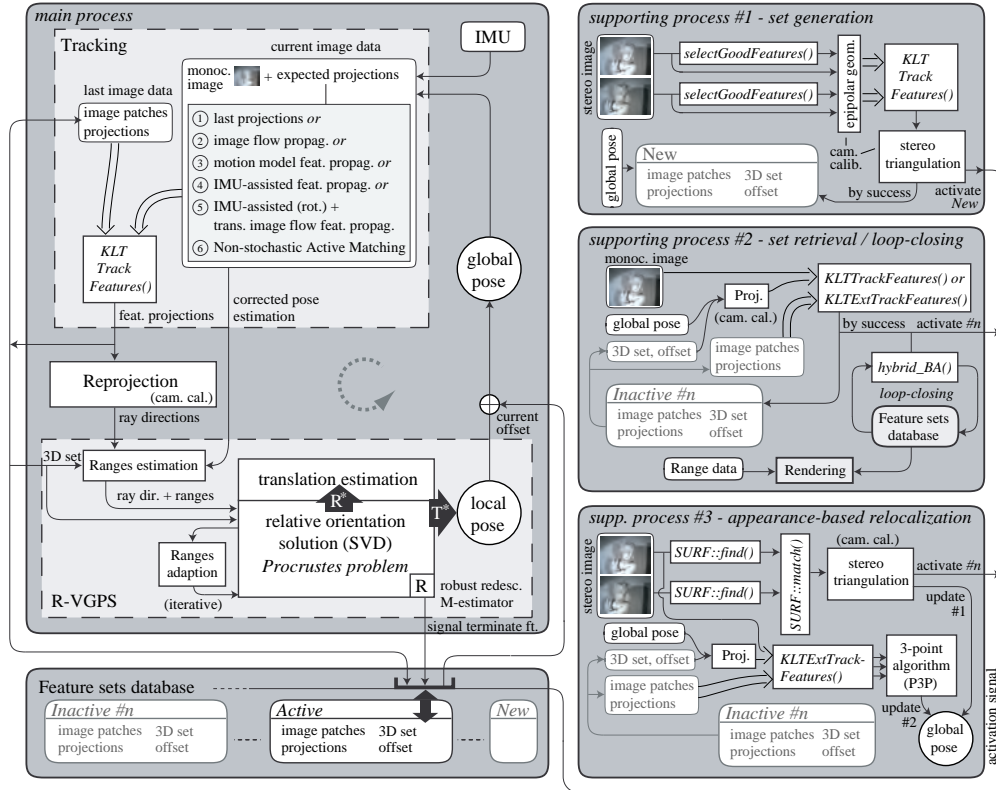 main process
Tracking
current image data
IMU
monoc. image + expected projections
last image data
image patches
projections
1 last projections or
2 image flow propag. or
3 motion model feat. propag. or
4 IMU-assisted feat. propag. or
5 IMU-assisted (rot.) +
trans. image flow feat. propag.
6 Non-stochastic Active Matching
KLT
Track
Features()
global
pose
feat. projections
corrected pose
estimation
Reprojection
(cam. cal.)
ray directions
current
offset
3D set
Ranges estimation
ray dir. + ranges
translation estimation
R*
T*
local
pose
relative orientation
solution (SVD)
Procrustes problem
Ranges
adaption
(iterative)
R
R-VGPS
robust redesc.
M-estimator
signal terminate ft.
Feature sets database
Inactive #n
image patches
projections
3D set
offset
Active
image patches
projections
3D set
offset
New
supporting process #1 - set generation
stereo image
selectGoodFeatures()
selectGoodFeatures()
epipolar geom.
KLT
Track
Features()
cam.
calib.
stereo
triangulation
global pose
New
image patches
projections
3D set
offset
by success
activate
New
supporting process #2 - set retrieval / loop-closing
monoc. image
KLTTrackFeatures() or
KLTExtTrackFeatures()
Proj.
(cam. cal.)
global pose
3D set, offset
image patches
projections
by success
activate #n
hybrid_BA()
loop-closing
Inactive #n
image patches
projections
3D set
offset
Feature sets
database
Range data
Rendering
supp. process #3 - appearance-based relocalization
stereo image
SURF::find()
SURF::find()
SURF::match()
(cam. cal.)
stereo
triangulation
activate #n
update
#1
global pose
3D set, offset
Proj.
image patches
projections
KLTExtTrack-
Features()
3-point
algorithm
(P3P)
update
#2
Inactive #n
image patches
projections
3D set
offset
global
pose
activation signal